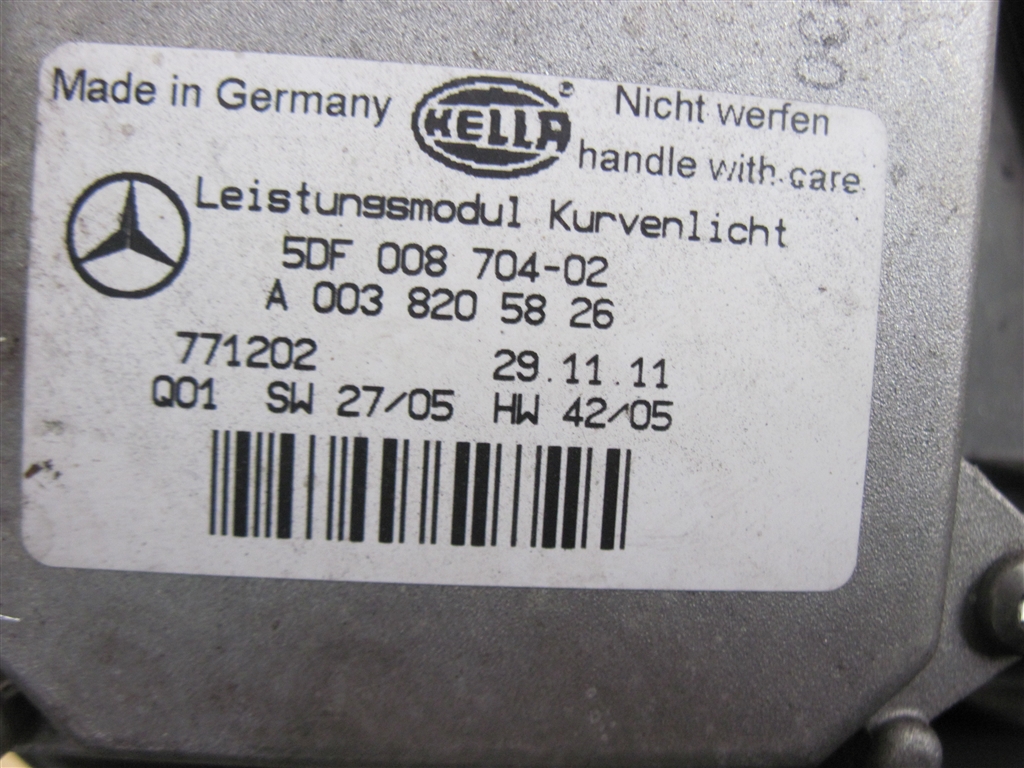 Made in Germany
HELLA®
Nicht werfen
handle with care
Leistungsmodul Kurvenlicht
5DF 008 704-02
A 003 820 58 26
771202 29.11.11
Q01 SW 27/05 HW 42/05